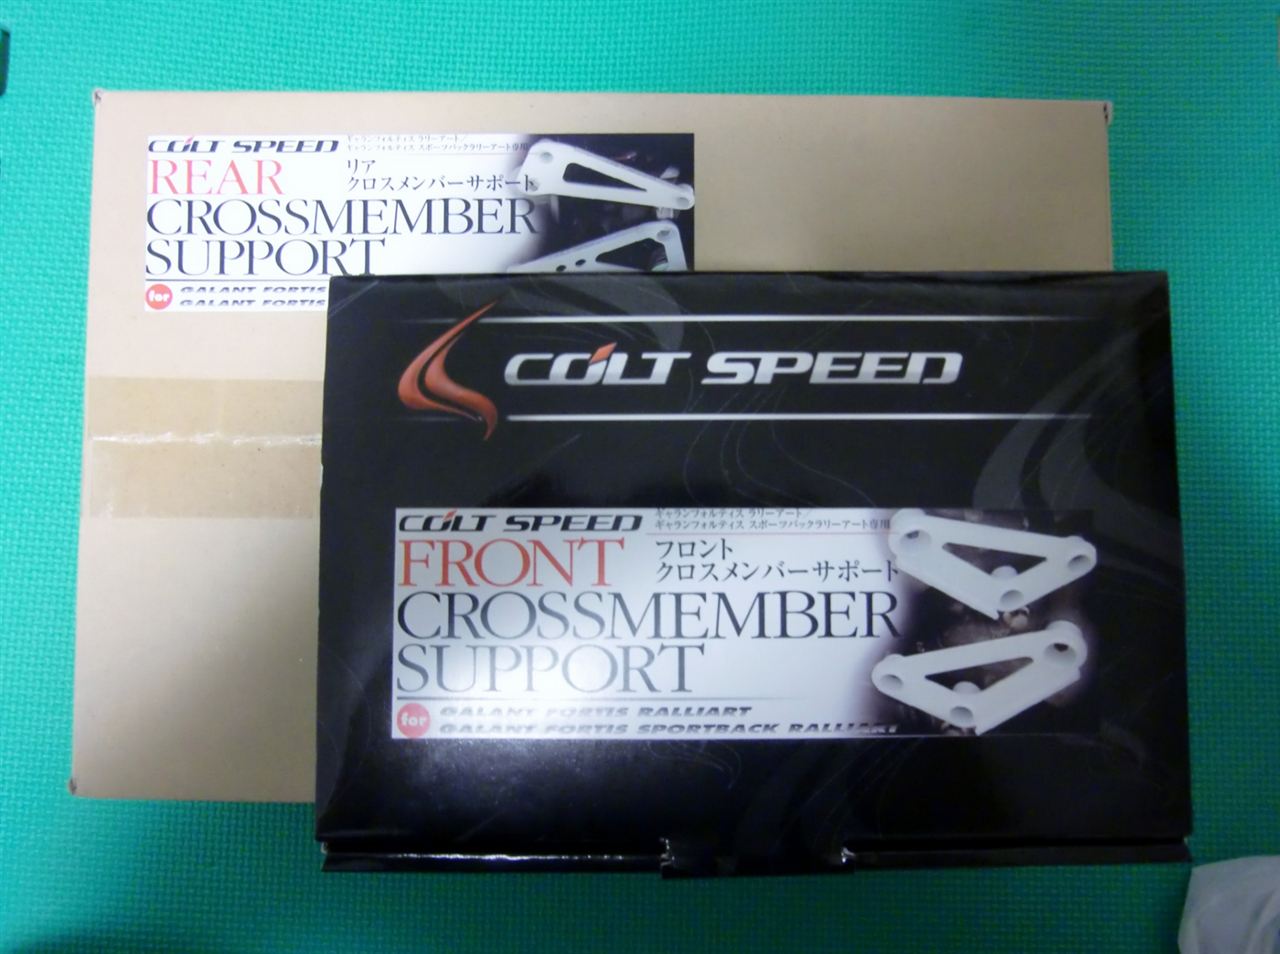 COLT SPEED
ギャランフォルティス ラリーアート/
ギャランフォルティス スポーツバックラリーアート専用
REAR
リア
クロスメンバーサポート
CROSSMEMBER
SUPPORT
for
GALANT FORTIS
GALANT FORTIS
COLT SPEED
COLT SPEED
ギャランフォルティス ラリーアート/
ギャランフォルティス スポーツバックラリーアート専用
FRONT
フロント
クロスメンバーサポート
CROSSMEMBER
SUPPORT
for
GALANT FORTIS RALLIART
GALANT FORTIS SPORTBACK RALLIART